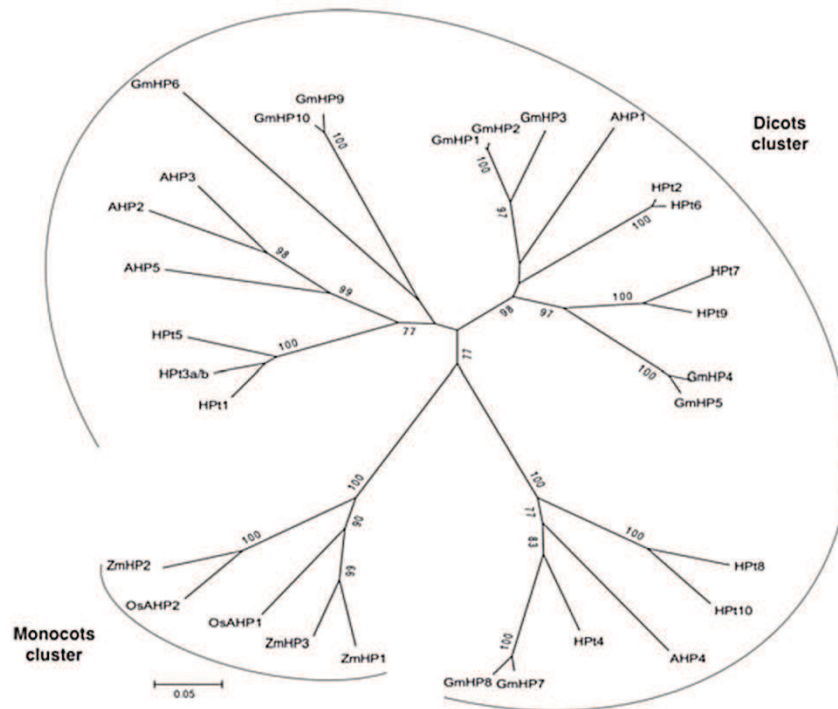 GmHP6
GmHP9
GmHP10
100
GmHP2
GmHP1
GmHP3
AHP1
100
97
Dicots
cluster
HPt2
HPt6
100
AHP3
AHP2
98
AHP5
99
HPt7
100
HPt9
98
97
77
77
HPt5
100
HPt3a/b
HPt1
100
GmHP4
GmHP5
100
90
99
100
ZmHP2
OsAHP2
OsAHP1
ZmHP3
ZmHP1
Monocots
cluster
0.05
100
77
83
100
HPt8
HPt10
HPt4
AHP4
100
GmHP8
GmHP7